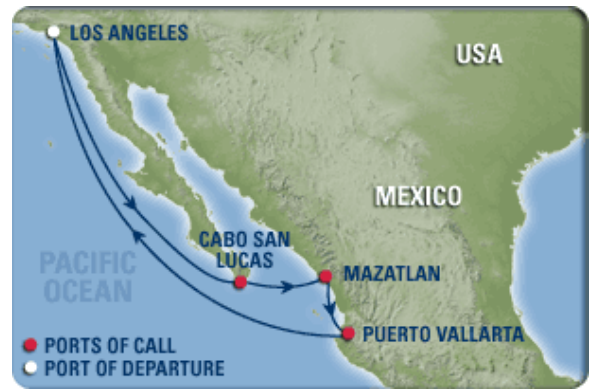 LOS ANGELES
USA
MEXICO
CABO SAN
LUCAS
PACIFIC
OCEAN
MAZATLAN
PUERTO VALLARTA
PORTS OF CALL
PORT OF DEPARTURE